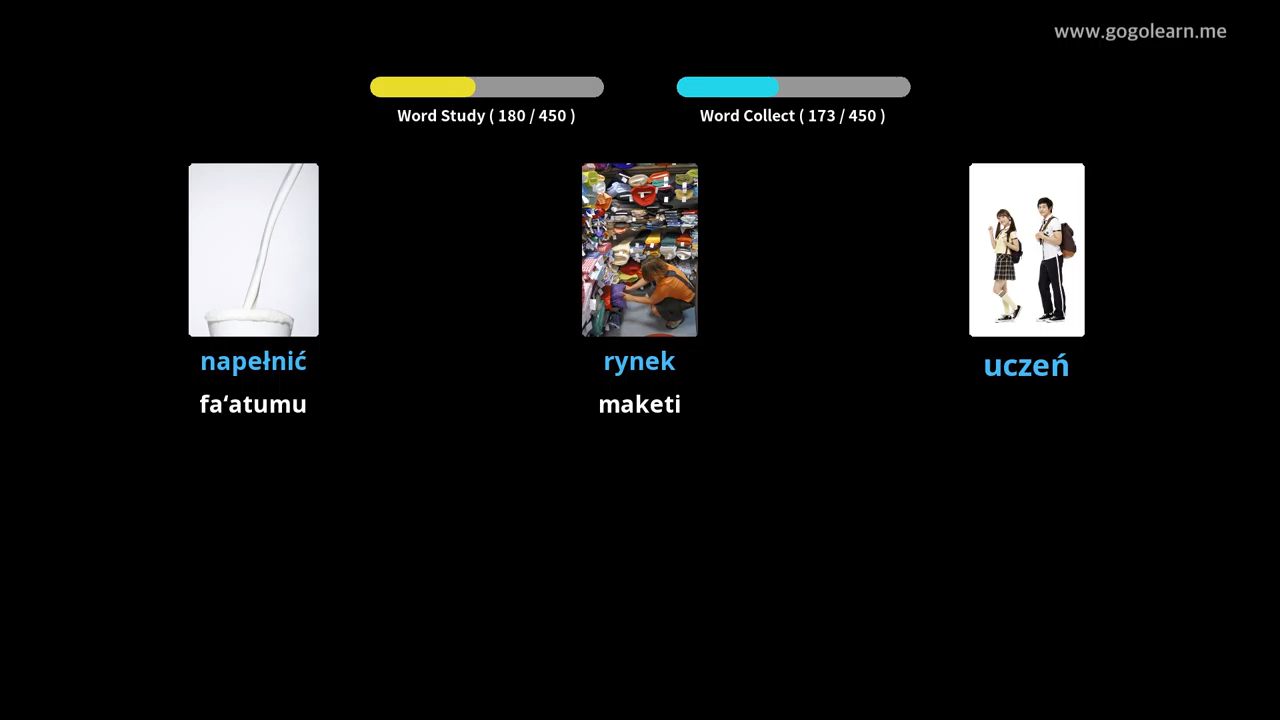 www.gogolearn.me
Word Study ( 180 / 450 )
Word Collect ( 173 / 450 )
napełnić
rynek
uczeń
fa‘atumu
maketi